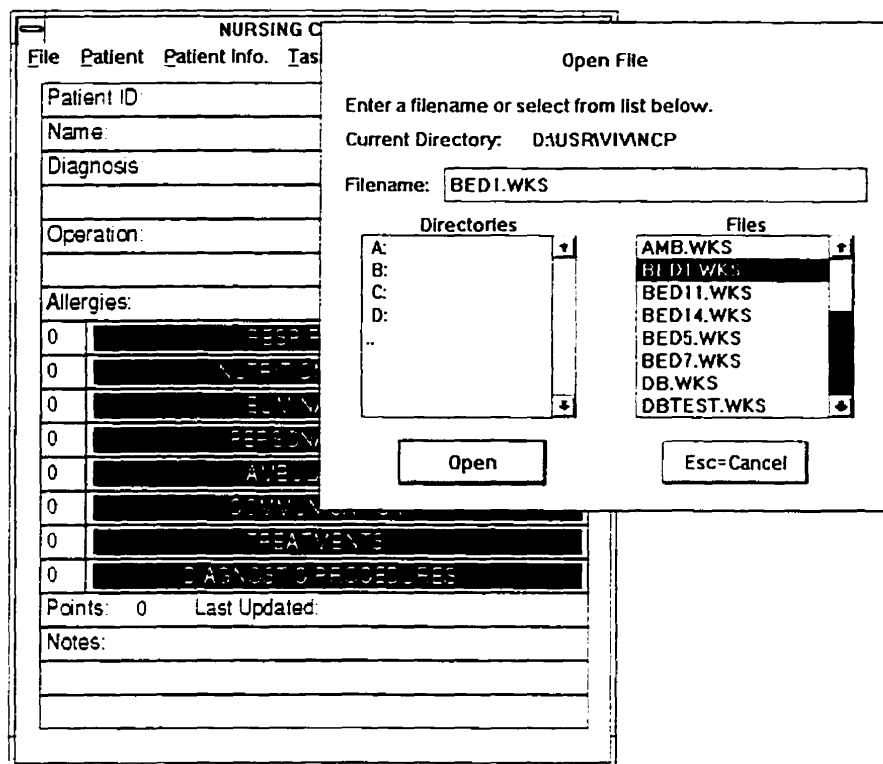 NURSING C
File Patient Patient Info. Tas
Patient ID:
Name:
Diagnosis
Operation:
Allergies:
0
0
0
0
0
0
0 TREATMENTS
0 DIAGNOSTIC PROCEDURES
Points: 0 Last Updated:
Notes:
Open File
Enter a filename or select from list below.
Current Directory: D:\USR\VIV\NCP
Filename: BED1.WKS
Directories
A:
B:
C:
D:
..
Files
AMB.WKS
BED1.WKS
BED11.WKS
BED14.WKS
BED5.WKS
BED7.WKS
DB.WKS
DBTEST.WKS
Open
Esc=Cancel